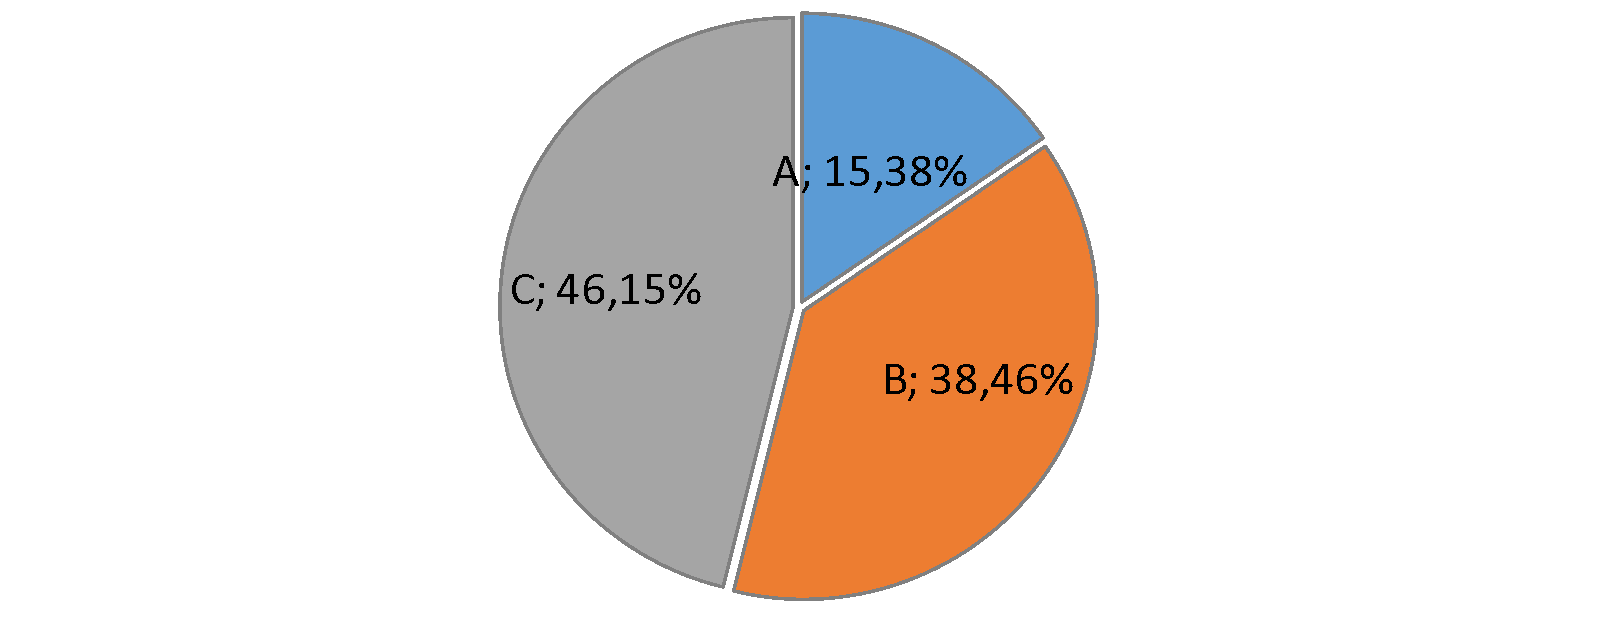 A; 15,38%
C; 46,15%
B; 38,46%